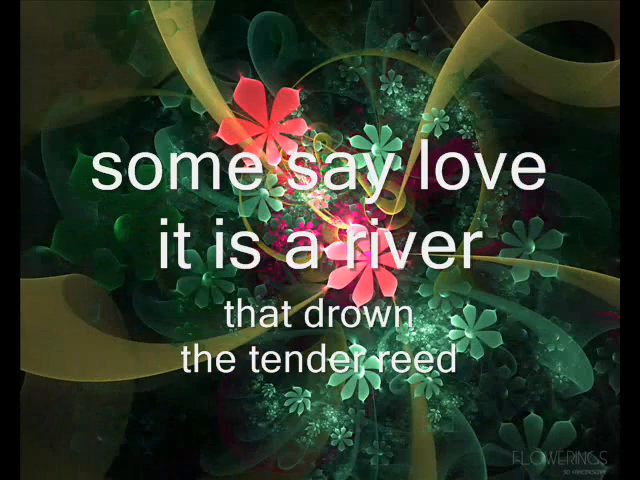 some say love
it is a river
that drown
the tender reed
FLOWERINGS